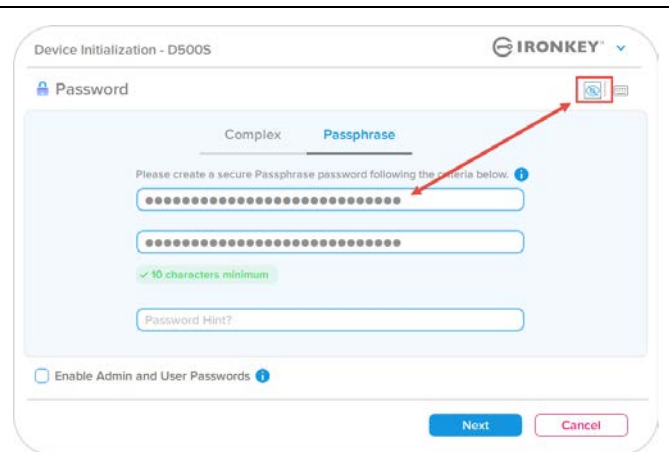 Device Initialization - D500S
IRONKEY™
Password
Complex Passphrase
Please create a secure Passphrase password following the criteria below.
✓ 10 characters minimum
Password Hint?
Enable Admin and User Passwords
Next Cancel